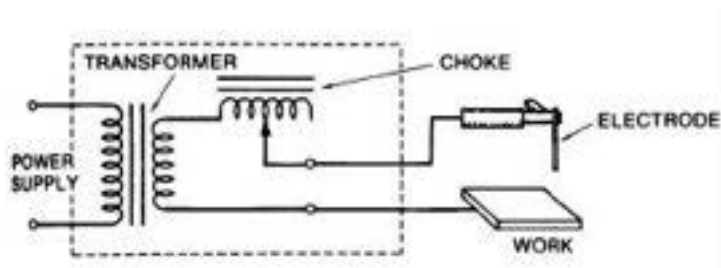 TRANSFORMER
CHOKE
ELECTRODE
POWER
SUPPLY
WORK